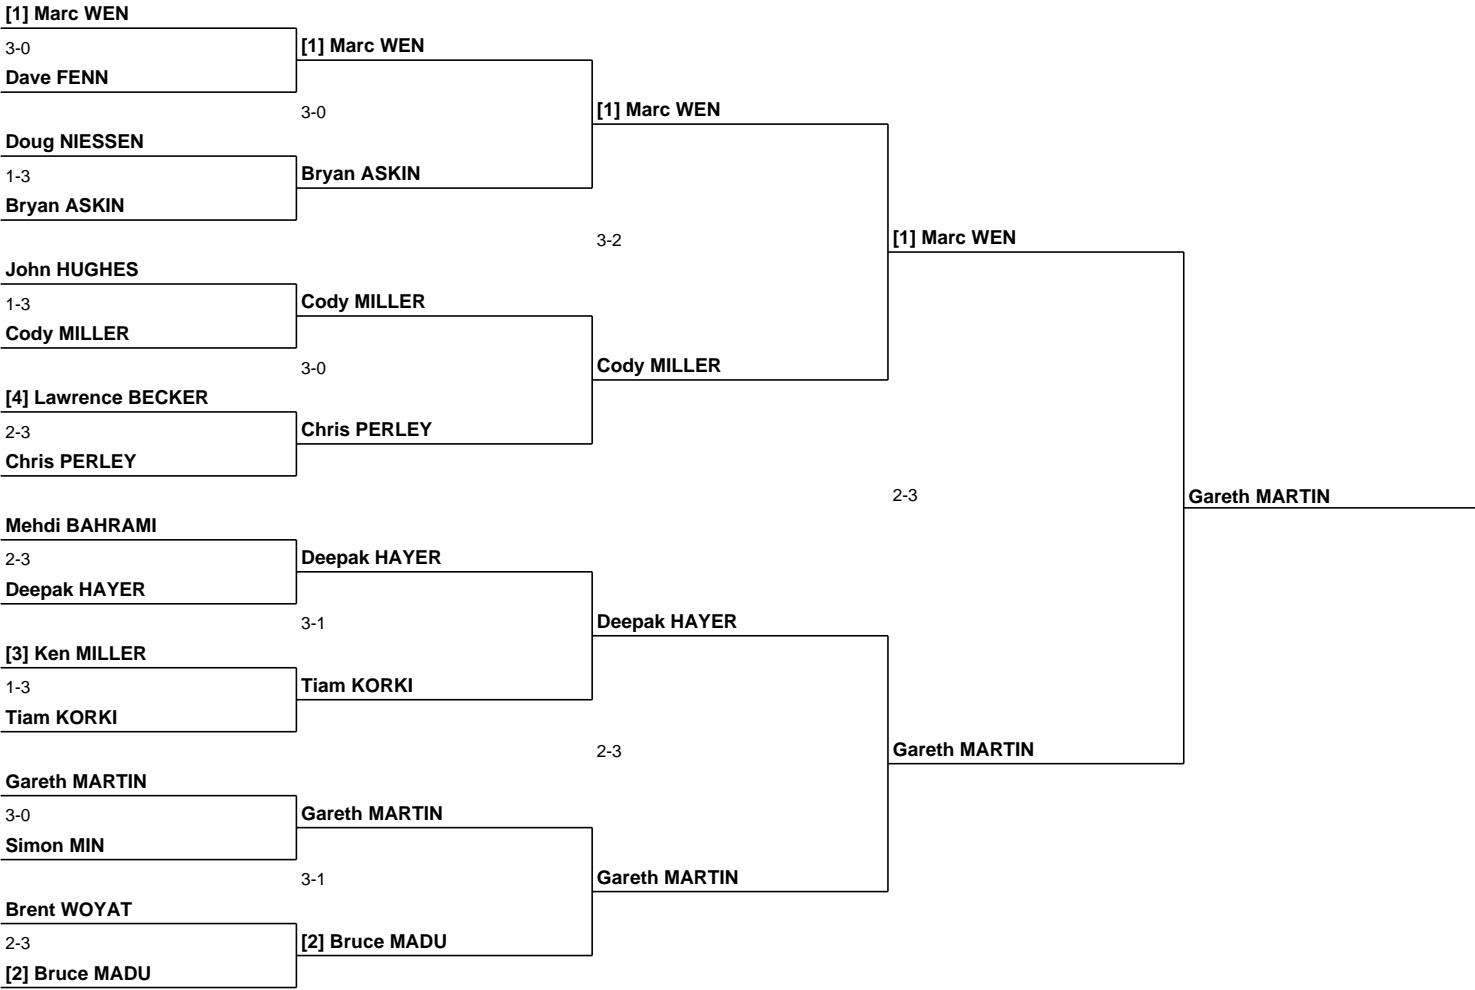 [1] Marc WEN
3-0
Dave FENN
Doug NIESSEN
1-3
Bryan ASKIN
John HUGHES
1-3
Cody MILLER
[4] Lawrence BECKER
2-3
Chris PERLEY
Mehdi BAHRAMI
2-3
Deepak HAYER
[3] Ken MILLER
1-3
Tiam KORKI
Gareth MARTIN
3-0
Simon MIN
Brent WOYAT
2-3
[2] Bruce MADU
[1] Marc WEN
3-0
Bryan ASKIN
Cody MILLER
3-0
Chris PERLEY
Deepak HAYER
3-1
Tiam KORKI
Gareth MARTIN
3-1
[2] Bruce MADU
[1] Marc WEN
3-2
Cody MILLER
Deepak HAYER
2-3
Gareth MARTIN
[1] Marc WEN
2-3
Gareth MARTIN
Gareth MARTIN